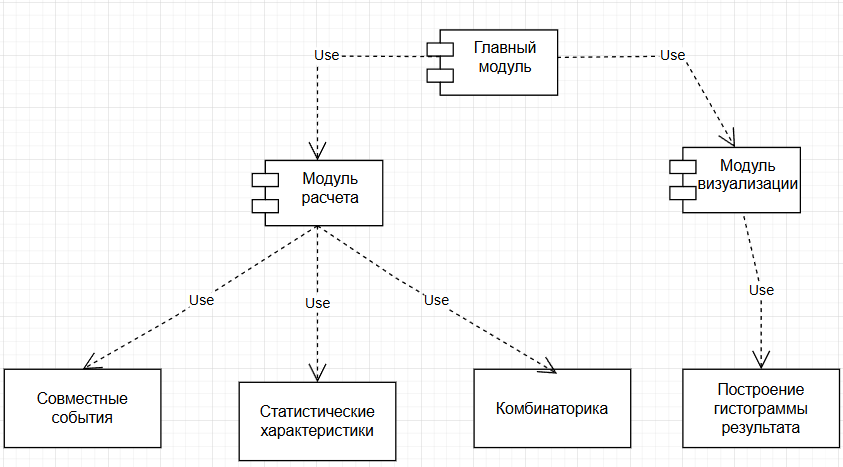 Главный
модуль
Use
Use
Модуль
расчета
Модуль
визуализации
Use
Use
Use
Use
Совместные
события
Статистические
характеристики
Комбинаторика
Построение
гистограммы
результата